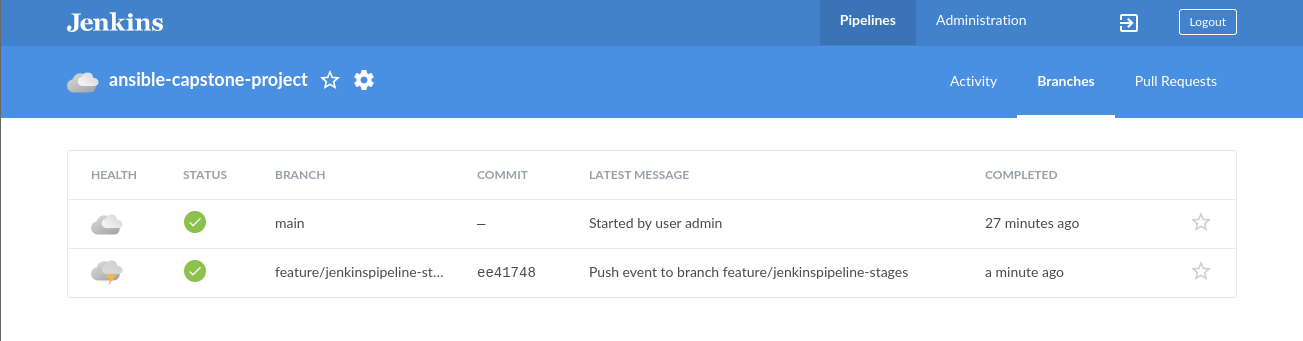 Jenkins Pipelines Administration Logout
ansible-capstone-project Activity Branches Pull Requests
HEALTH STATUS BRANCH COMMIT LATEST MESSAGE COMPLETED
main — Started by user admin 27 minutes ago
feature/jenkinspipeline-st... ee41748 Push event to branch feature/jenkinspipeline-stages a minute ago